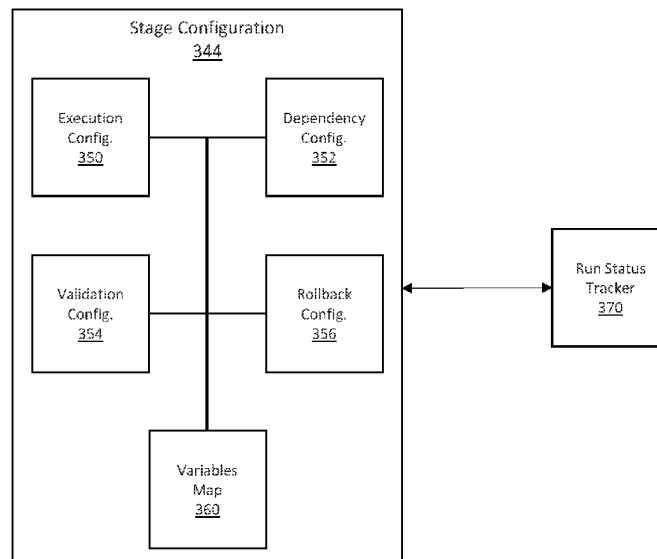 Stage Configuration
344
Execution
Config.
350
Dependency
Config.
352
Validation
Config.
354
Rollback
Config.
356
Run Status
Tracker
370
Variables
Map
360